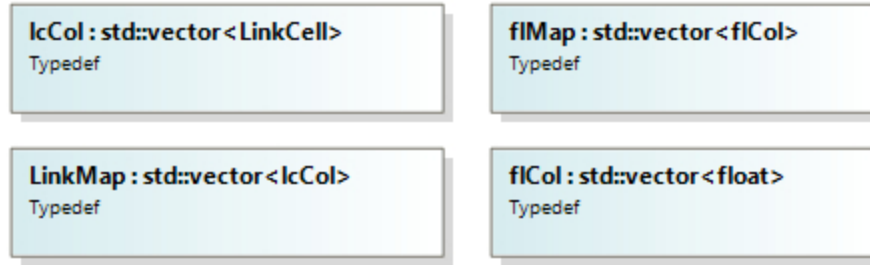 lcCol : std::vector<LinkCell>
Typedef
flMap : std::vector<flCol>
Typedef
LinkMap : std::vector<lcCol>
Typedef
flCol : std::vector<float>
Typedef